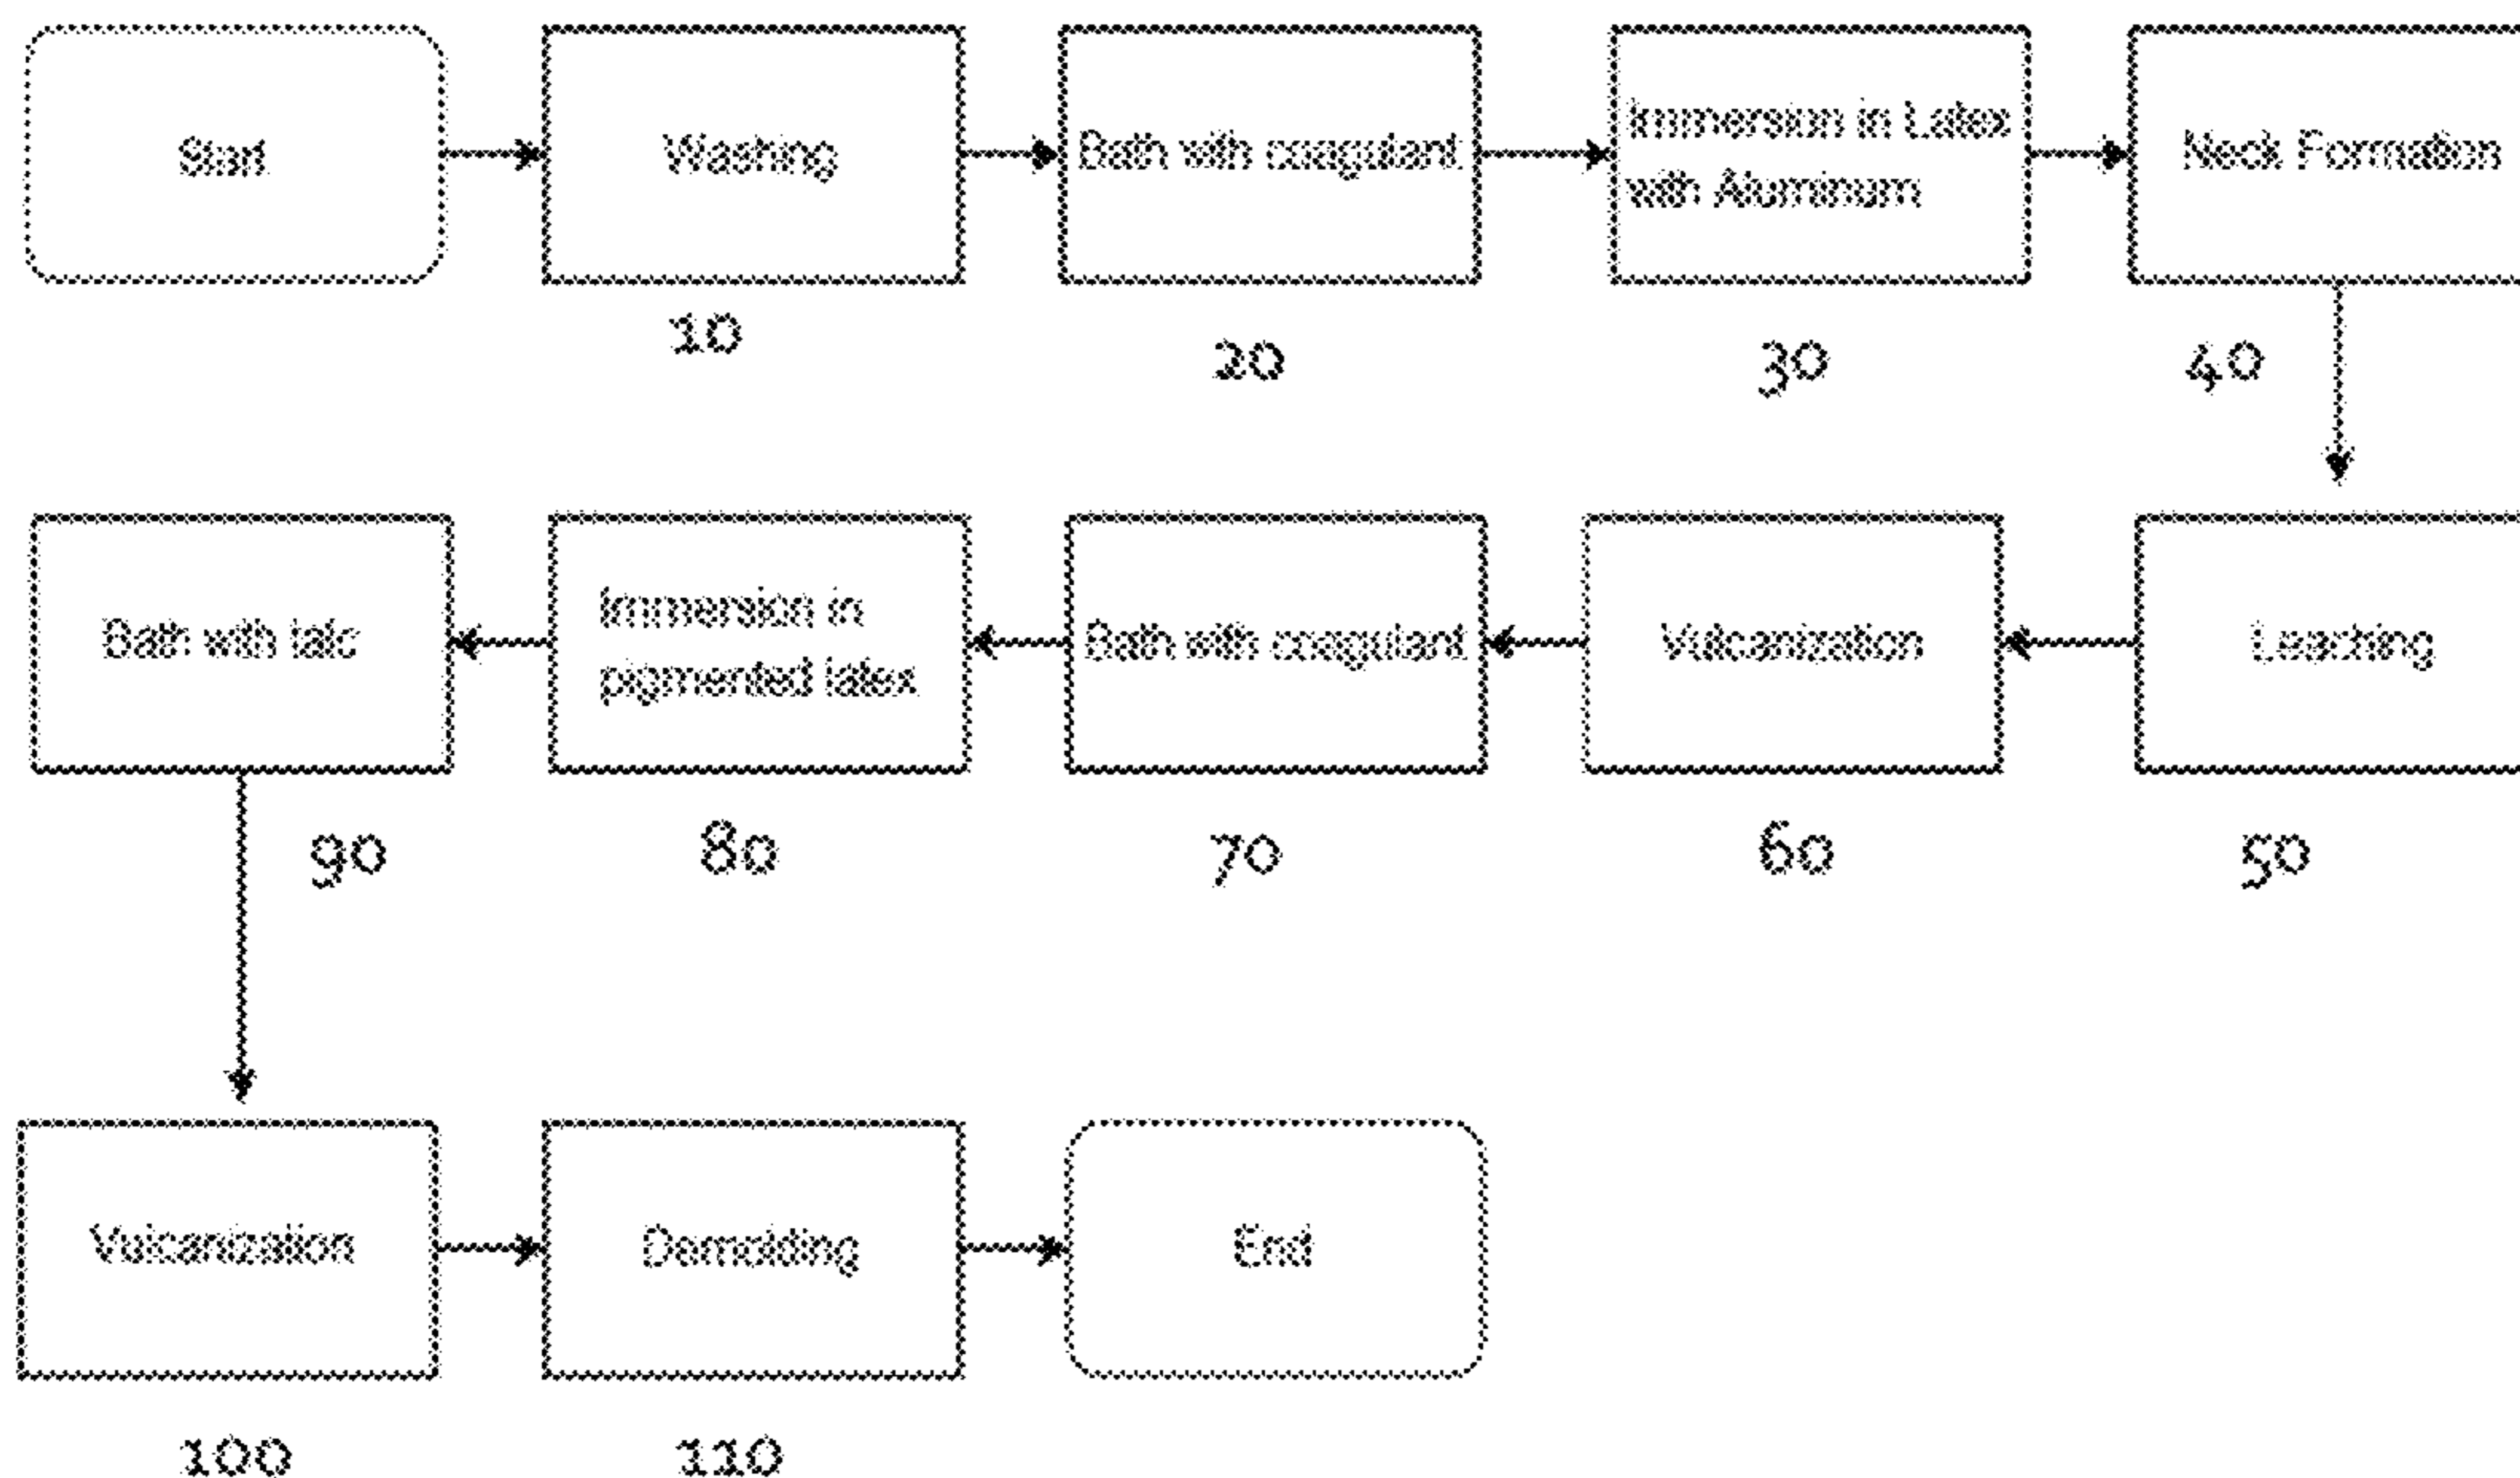 Start
Washing
Bath with coagulant
Immersion in Latex
with Aluminum
Neck Formation
10
20
30
40
Bath with talc
Immersion in
pigmented latex
Bath with coagulant
Vulcanization
Leaching
90
80
70
60
50
Vulcanization
Demolding
End
100
110